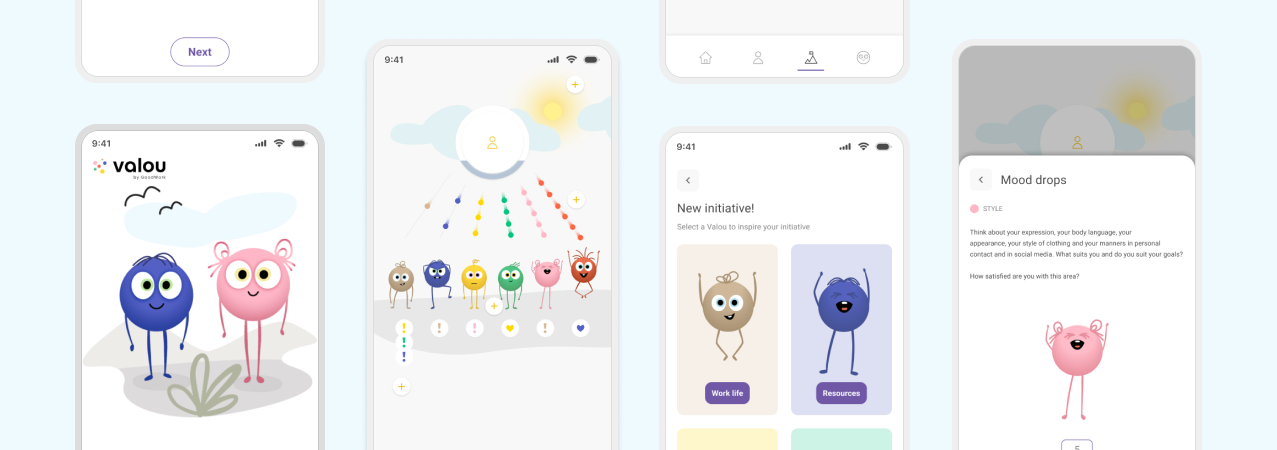 Next
9:41
valou
by GoodWork
9:41
9:41
New initiative!
Select a Valou to inspire your initiative
Work life
Resources
Mood drops
STYLE
Think about your expression, your body language, your
appearance, your style of clothing and your manners in personal
contact and in social media. What suits you and do you suit your goals?
How satisfied are you with this area?
5